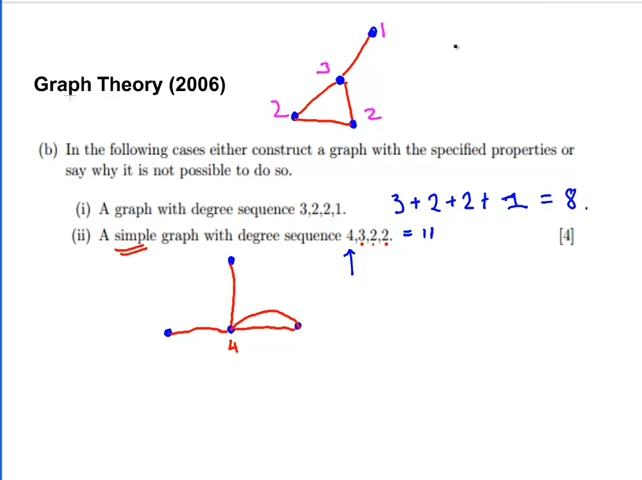 1
3
Graph Theory (2006)
2
2
(b) In the following cases either construct a graph with the specified properties or
say why it is not possible to do so.
(i) A graph with degree sequence 3,2,2,1. 3+2+2+1 = 8.
(ii) A simple graph with degree sequence 4,3,2,2. = 11 [4]
4